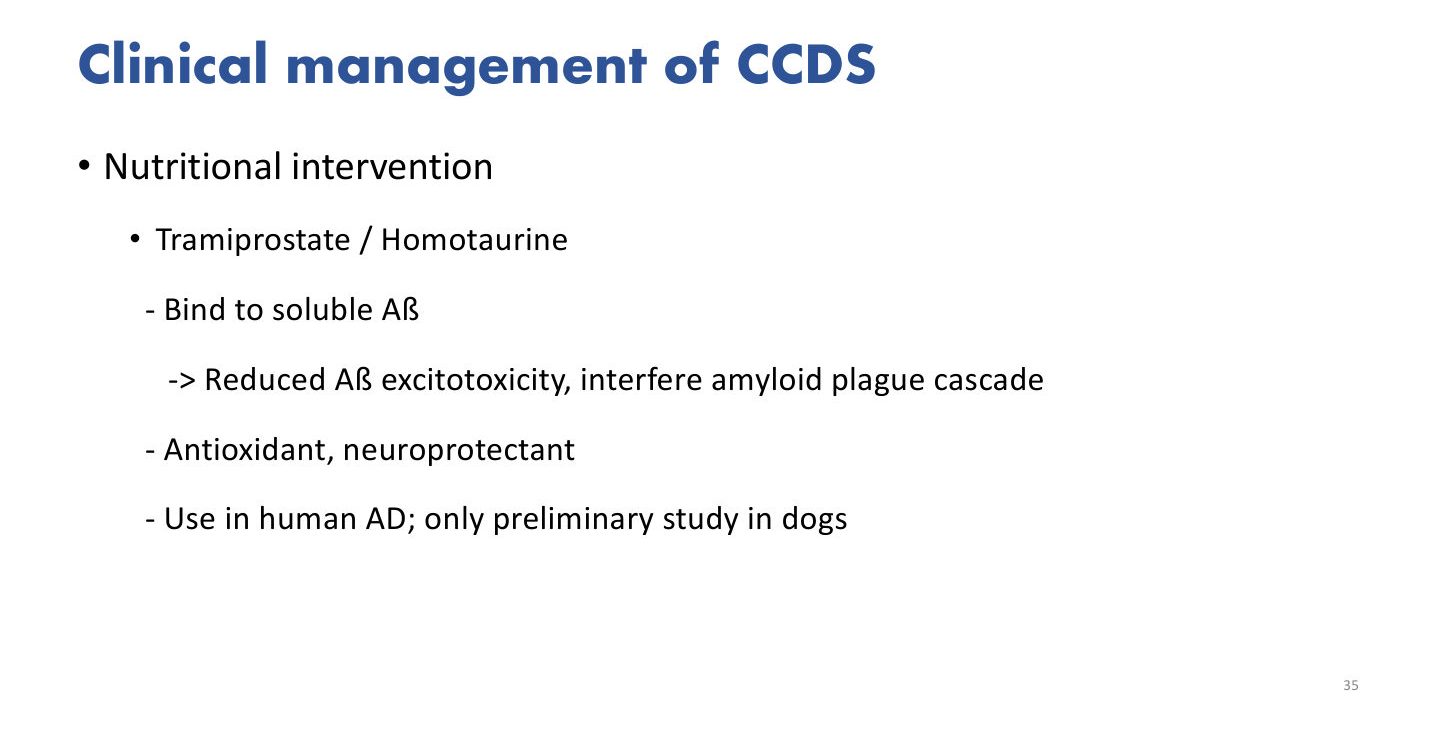 Clinical management of CCDS
• Nutritional intervention
• Tramiprostate / Homotaurine
- Bind to soluble Aß
-> Reduced Aß excitotoxicity, interfere amyloid plague cascade
- Antioxidant, neuroprotectant
- Use in human AD; only preliminary study in dogs
35